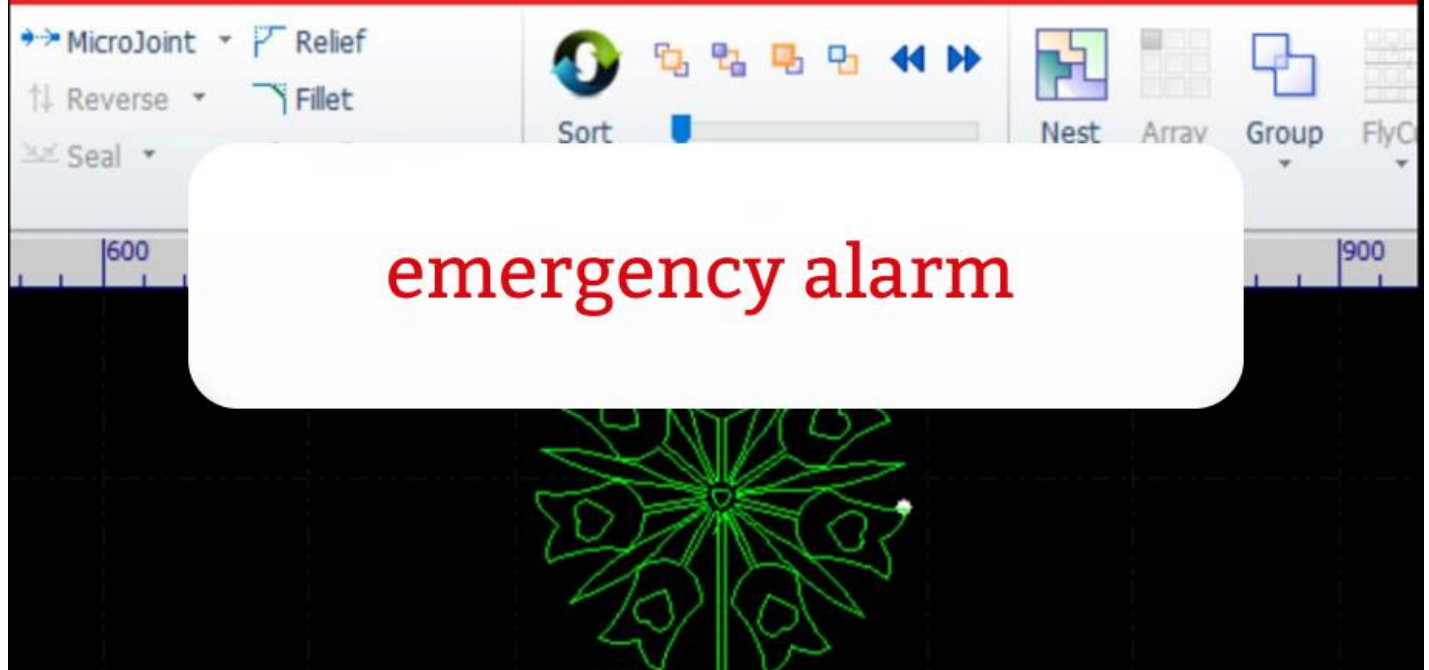 MicroJoint Relief
Reverse Fillet
Seal Sort Nest Array Group
600 900
emergency alarm